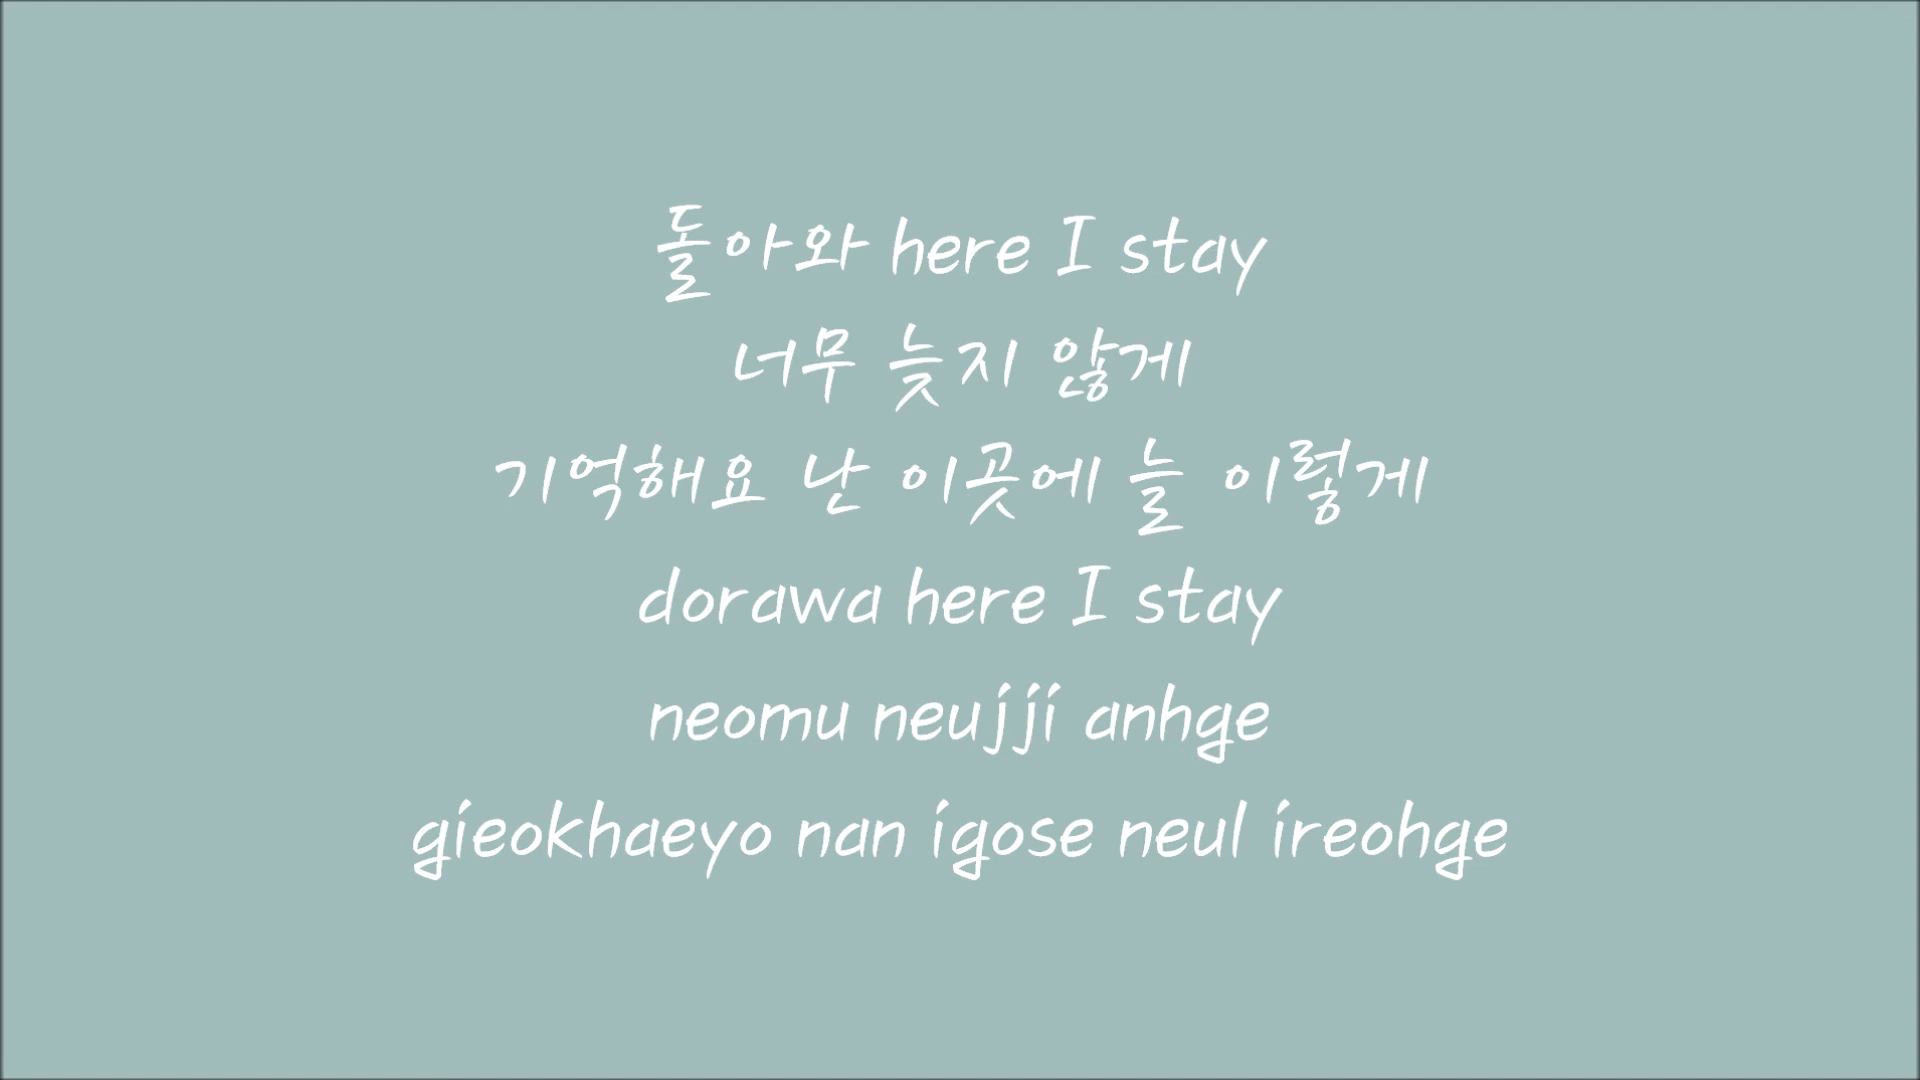 돌아와 here I stay
너무 늦지 않게
기억해요 난 이곳에 늘 이렇게
dorawa here I stay
neomu neujji anhge
gieokhaeyo nan igose neul ireohge